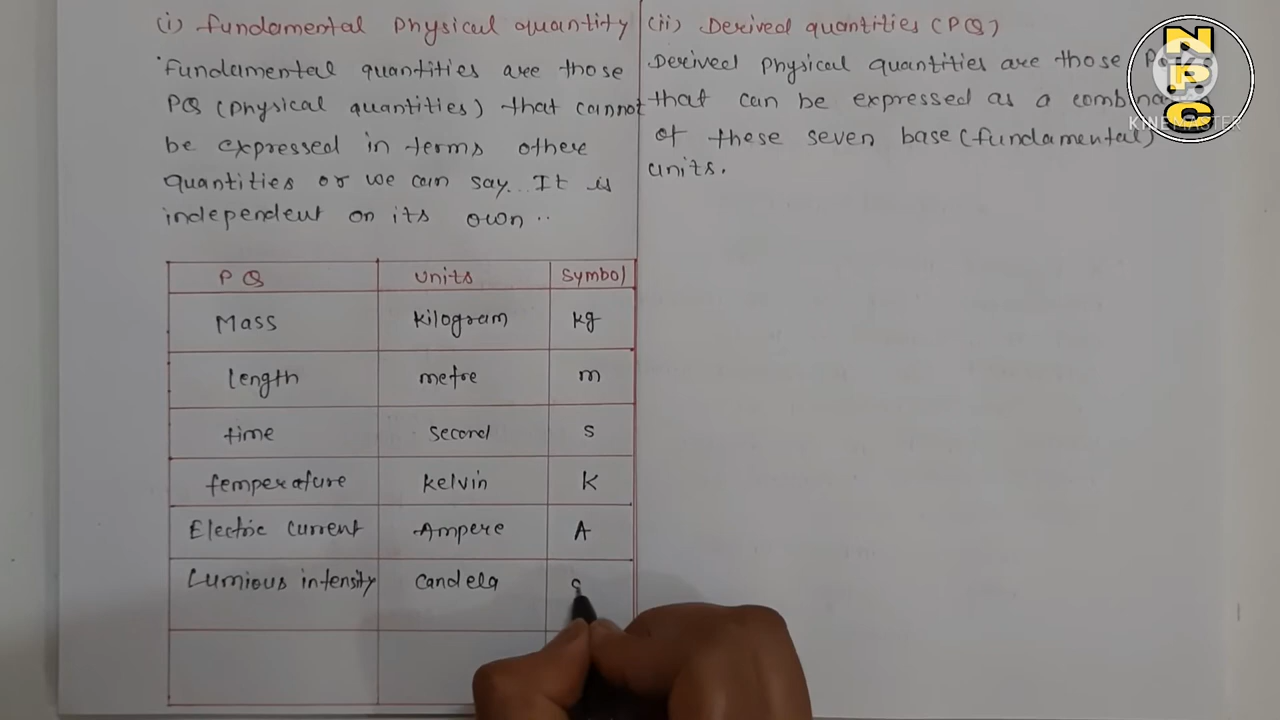 (i) fundamental Physical quantity
Fundamental quantities are those
PQ (physical quantities) that cannot
be expressed in terms othere
quantities or we can say.. It is
independent on its own ..
(ii) Derived quantities (PQ)
Derived physical quantities are those
that can be expressed as a combination
of these seven base (fundamental)
units.
PQ Units Symbol
Mass kilogram kg
length metre m
time second s
temperature kelvin K
Electric current Ampere A
Lumious intensity Candela
NPC
KINEMASTER